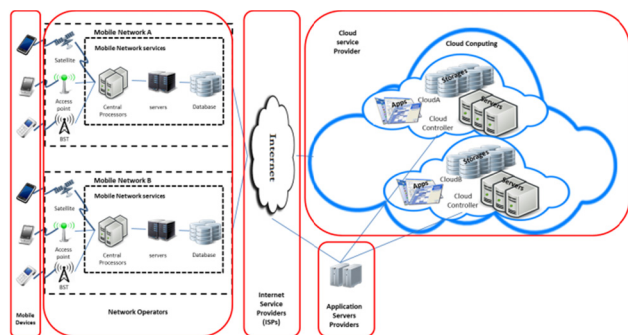 Mobile Network A
Mobile Network services
Satellite
Access
point
BST
Central
Processors
servers
Database
Mobile Network B
Mobile Network services
Satellite
Access
point
BST
Central
Processors
servers
Database
Mobile
Devices
Network Operators
Internet
Internet
Service
Providers
(ISPs)
Cloud
service
Provider
Cloud Computing
Storages
CloudA
Apps
Servers
Cloud
Controller
Storages
CloudB
Apps
Servers
Cloud
Controller
Application
Servers
Providers